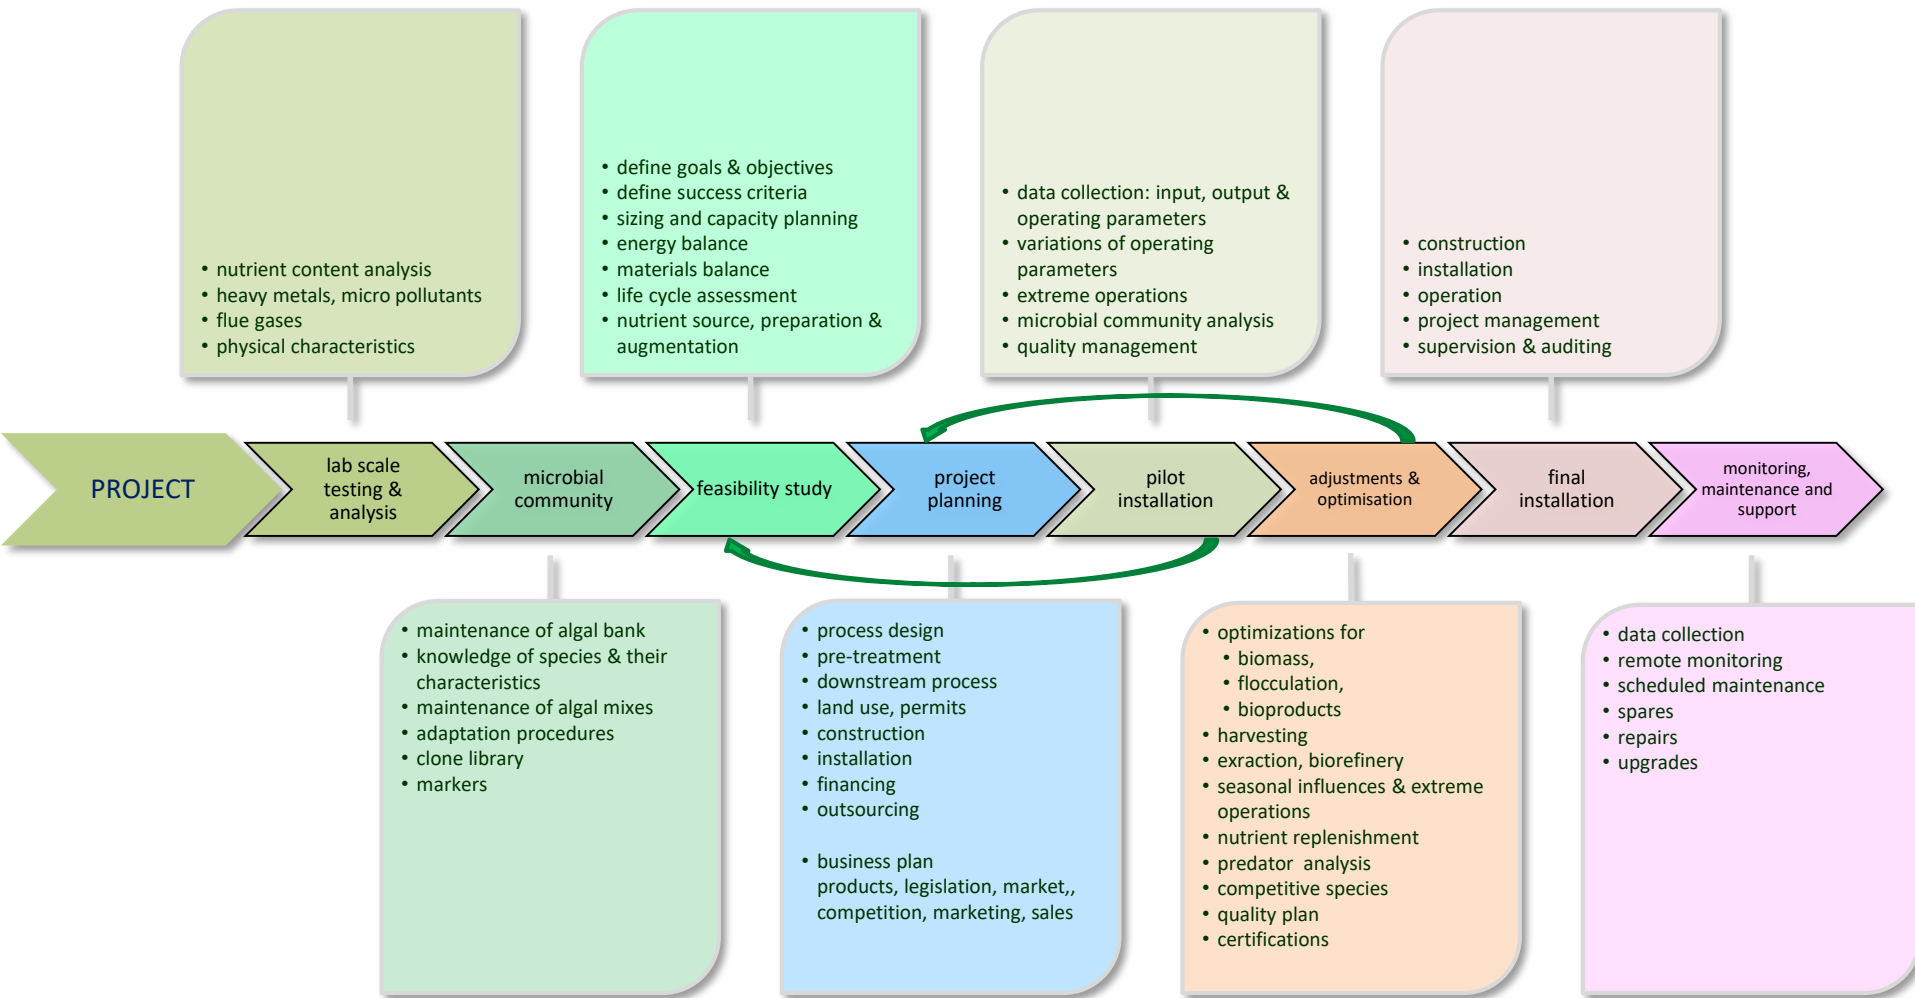 • nutrient content analysis
• heavy metals, micro pollutants
• flue gases
• physical characteristics
• define goals & objectives
• define success criteria
• sizing and capacity planning
• energy balance
• materials balance
• life cycle assessment
• nutrient source, preparation &
augmentation
• data collection: input, output &
operating parameters
• variations of operating
parameters
• extreme operations
• microbial community analysis
• quality management
• construction
• installation
• operation
• project management
• supervision & auditing
PROJECT
lab scale
testing &
analysis
microbial
community
feasibility study
project
planning
pilot
installation
adjustments &
optimisation
final
installation
monitoring,
maintenance and
support
• maintenance of algal bank
• knowledge of species & their
characteristics
• maintenance of algal mixes
• adaptation procedures
• clone library
• markers
• process design
• pre-treatment
• downstream process
• land use, permits
• construction
• installation
• financing
• outsourcing
• business plan
products, legislation, market,,
competition, marketing, sales
• optimizations for
• biomass,
• flocculation,
• bioproducts
• harvesting
• exraction, biorefinery
• seasonal influences & extreme
operations
• nutrient replenishment
• predator analysis
• competitive species
• quality plan
• certifications
• data collection
• remote monitoring
• scheduled maintenance
• spares
• repairs
• upgrades